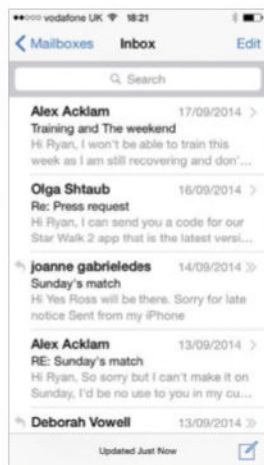 vodafone UK 18:21
Mailboxes Inbox Edit
Search
Alex Acklam 17/09/2014
Training and The weekend
Hi Ryan, I won't be able to train this
week as I am still recovering and don'...
Olga Shtaub 16/09/2014
Re: Press request
Hi Ryan, I can send you a code for our
Star Walk 2 app that is the latest versi...
joanne gabrieledes 14/09/2014
Sunday's match
Hi Yes Ross will be there. Sorry for late
notice Sent from my iPhone
Alex Acklam 13/09/2014
RE: Sunday's match
Hi Ryan, So sorry but I can't make it on
Sunday, I'd be no use to you in my cu...
Deborah Vowell 13/09/2014
Updated Just Now